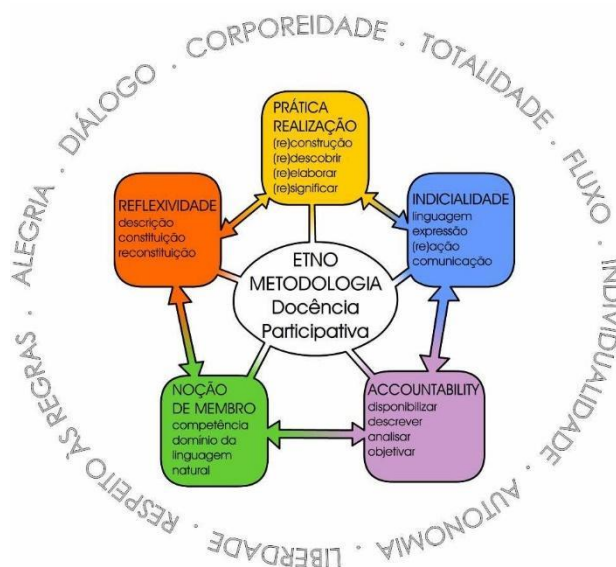 ALEGRIA . DIÁLOGO . CORPOREIDADE . TOTALIDADE . FLUXO . INDIVIDUALIDADE . AUTONOMIA . LIBERDADE . RESPEITO ÀS REGRAS .
PRÁTICA
REALIZAÇÃO
(re)construção
(re)descobrir
(re)elaborar
(re)significar
REFLEXIVIDADE
descrição
constituição
reconstituição
INDICIALIDADE
linguagem
expressão
(re)ação
comunicação
ETNO
METODOLOGIA
Docência
Participativa
NOÇÃO
DE MEMBRO
competência
domínio da
linguagem
natural
ACCOUNTABILITY
disponibilizar
descrever
analisar
objetivar